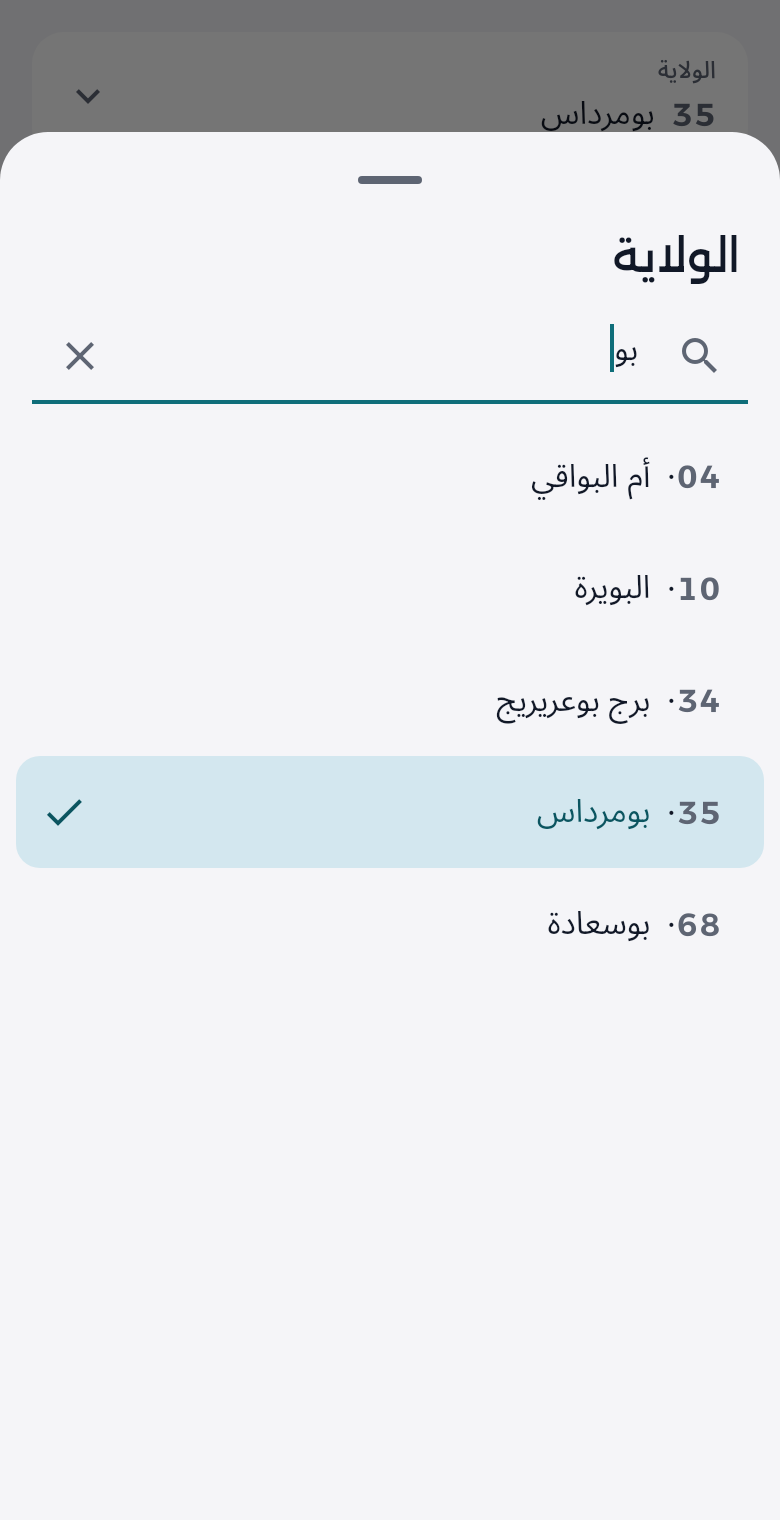 الولاية
35 بومرداس
الولاية
بو
04· أم البواقي
10· البويرة
34· برج بوعريريج
35· بومرداس
68· بوسعادة